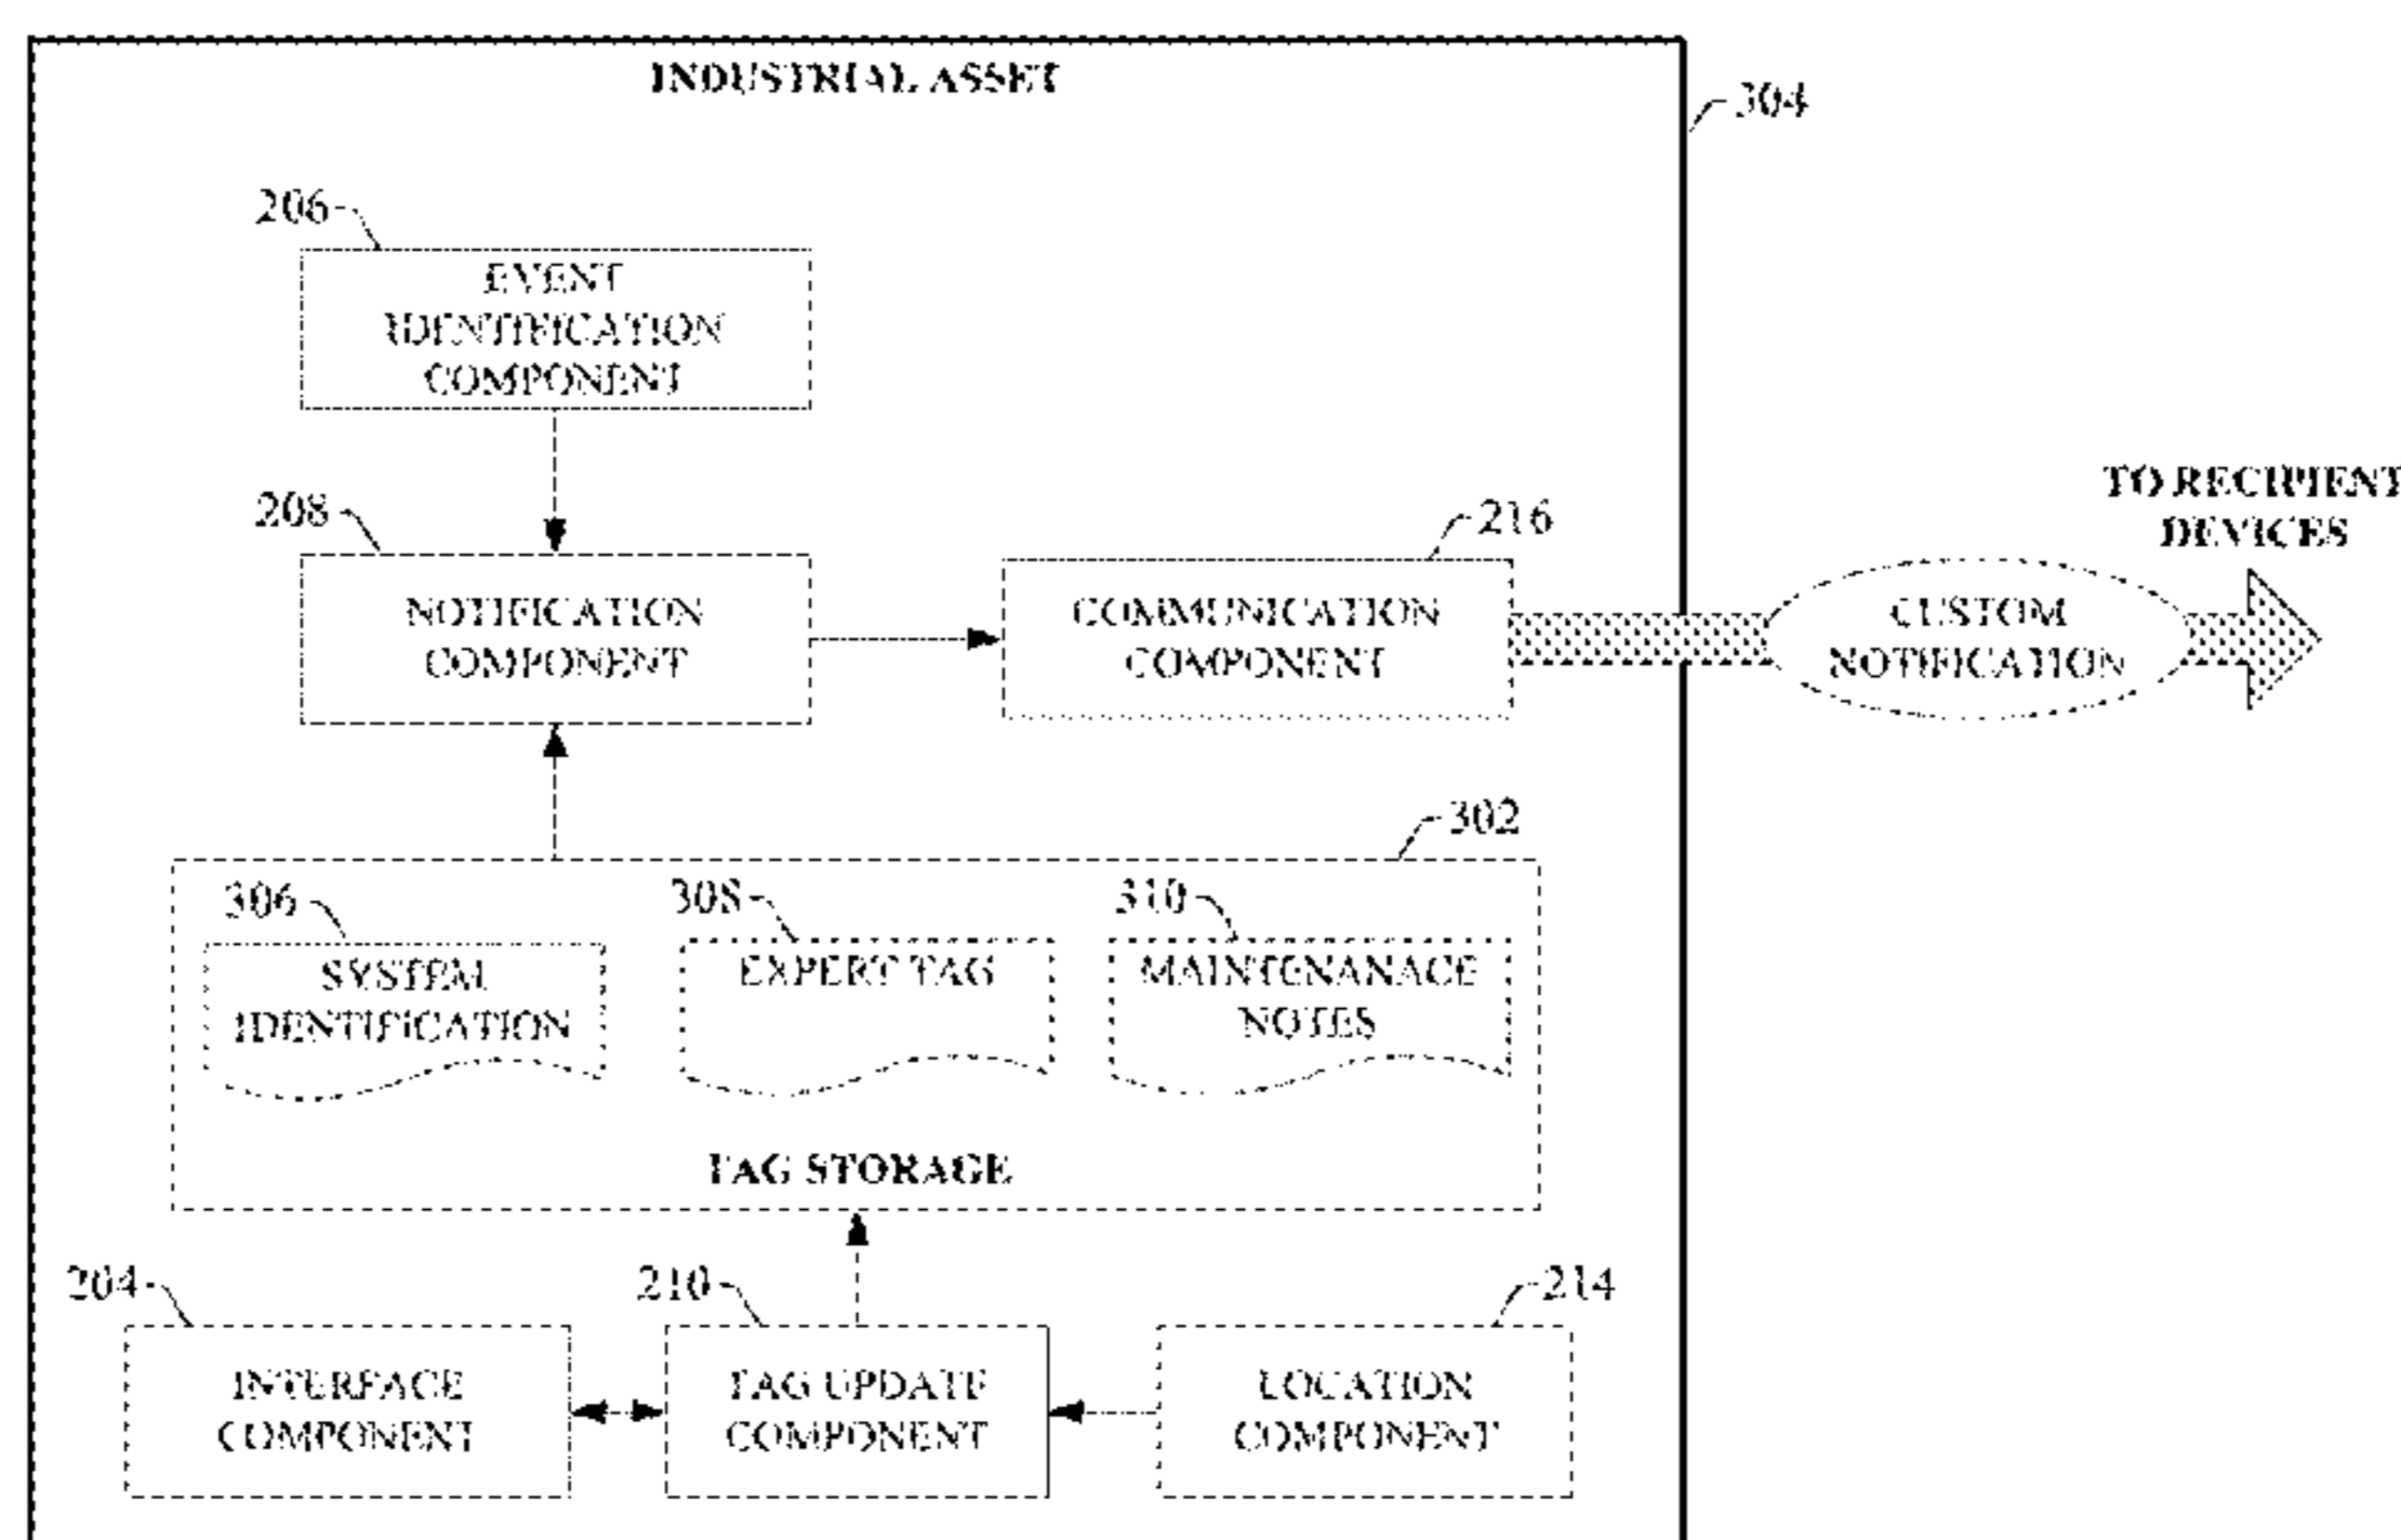 INDUSTRIAL ASSET
304
206
EVENT
IDENTIFICATION
COMPONENT
TO RECIPIENT
DEVICES
208
216
NOTIFICATION
COMPONENT
COMMUNICATION
COMPONENT
CUSTOM
NOTIFICATION
302
306
308
310
SYSTEM
IDENTIFICATION
EXPERT TAG
MAINTENANACE
NOTES
TAG STORAGE
204
210
214
INTERFACE
COMPONENT
TAG UPDATE
COMPONENT
LOCATION
COMPONENT